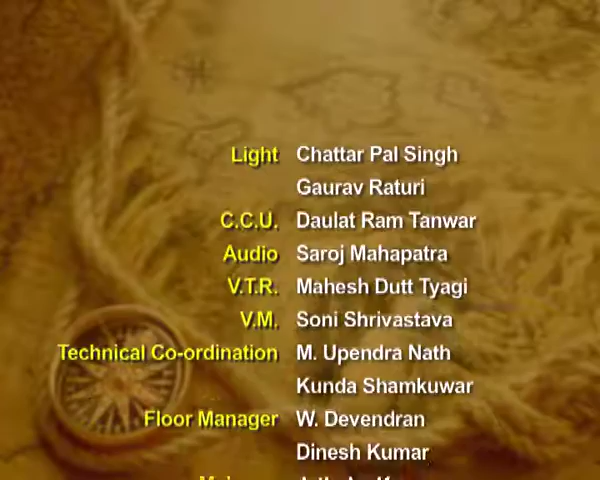 Light Chattar Pal Singh
Gaurav Raturi
C.C.U. Daulat Ram Tanwar
Audio Saroj Mahapatra
V.T.R. Mahesh Dutt Tyagi
V.M. Soni Shrivastava
Technical Co-ordination M. Upendra Nath
Kunda Shamkuwar
Floor Manager W. Devendran
Dinesh Kumar